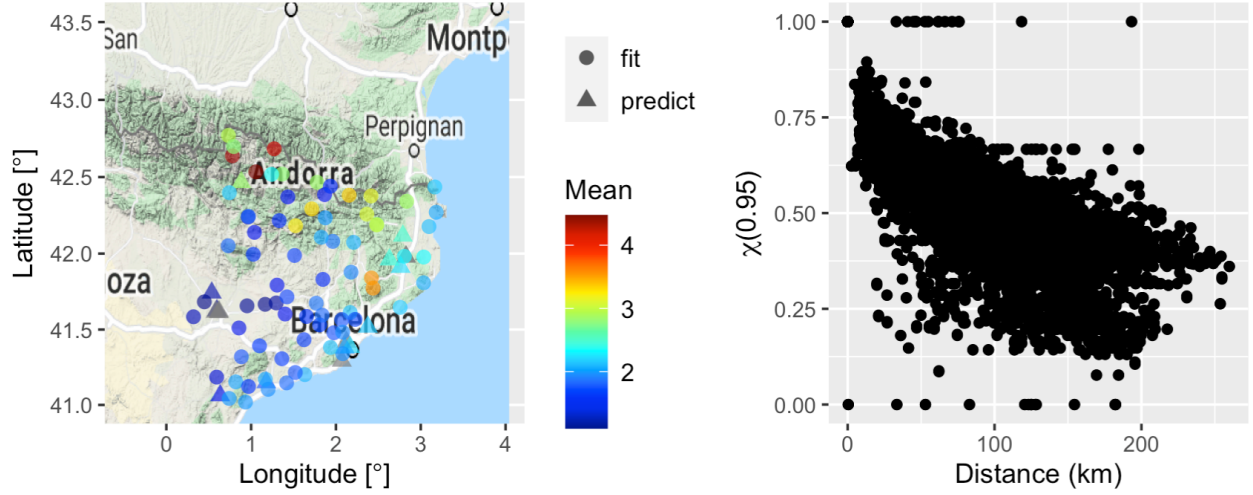 43.5
43.0
42.5
42.0
41.5
41.0
Latitude [°]
San
Montp
Perpignan
Andorra
oza
Barcelona
0
1
2
3
4
Longitude [°]
fit
predict
Mean
4
3
2
1.00
0.75
0.50
0.25
0.00
χ(0.95)
0
100
200
Distance (km)